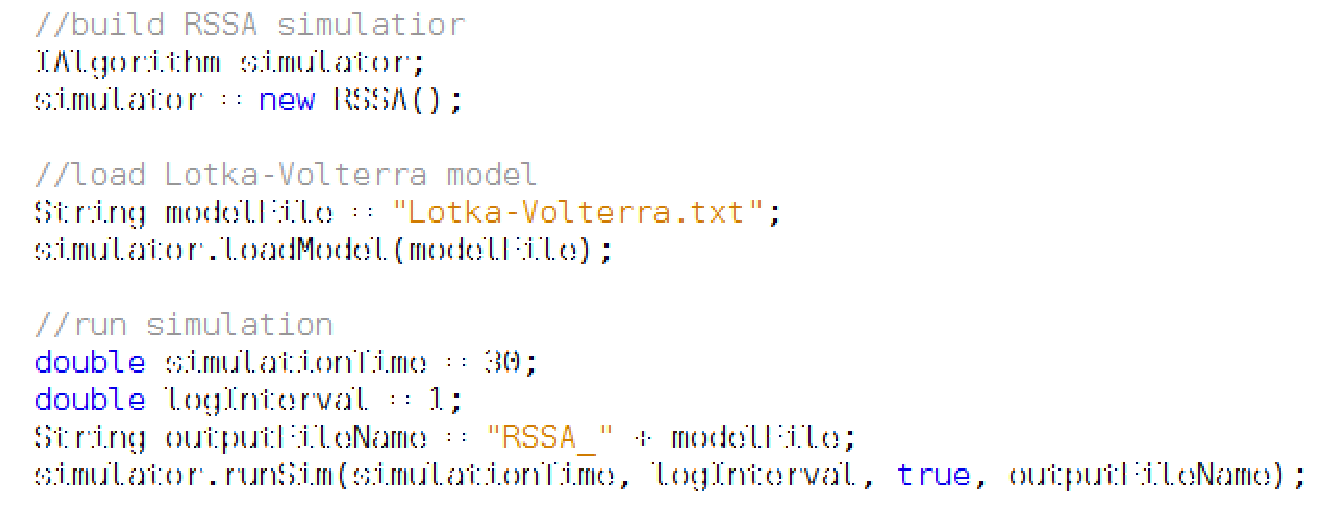 //build RSSA simulatior
IAlgorithm simulator;
simulator = new RSSA();
//load Lotka-Volterra model
String modelFile = "Lotka-Volterra.txt";
simulator.loadModel(modelFile);
//run simulation
double simulationTime = 30;
double logInterval = 1;
String outputFileName = "RSSA_" + modelFile;
simulator.runSim(simulationTime, logInterval, true, outputFileName);